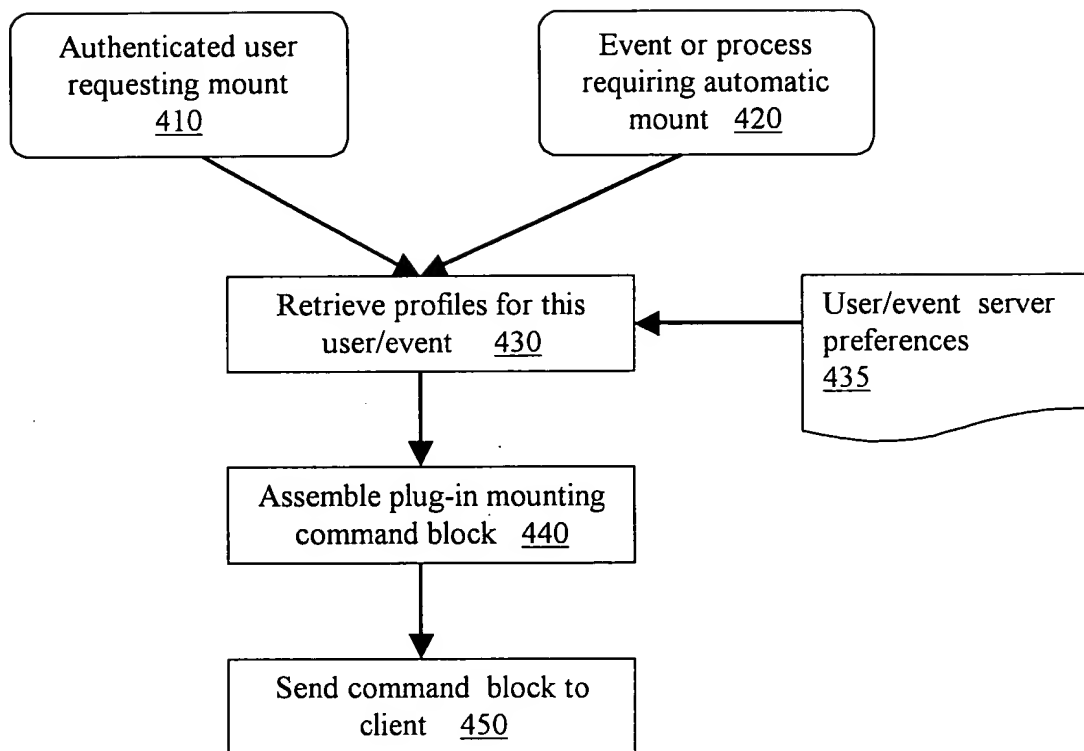 Authenticated user
requesting mount
410
Event or process
requiring automatic
mount 420
Retrieve profiles for this
user/event 430
User/event server
preferences
435
Assemble plug-in mounting
command block 440
Send command block to
client 450